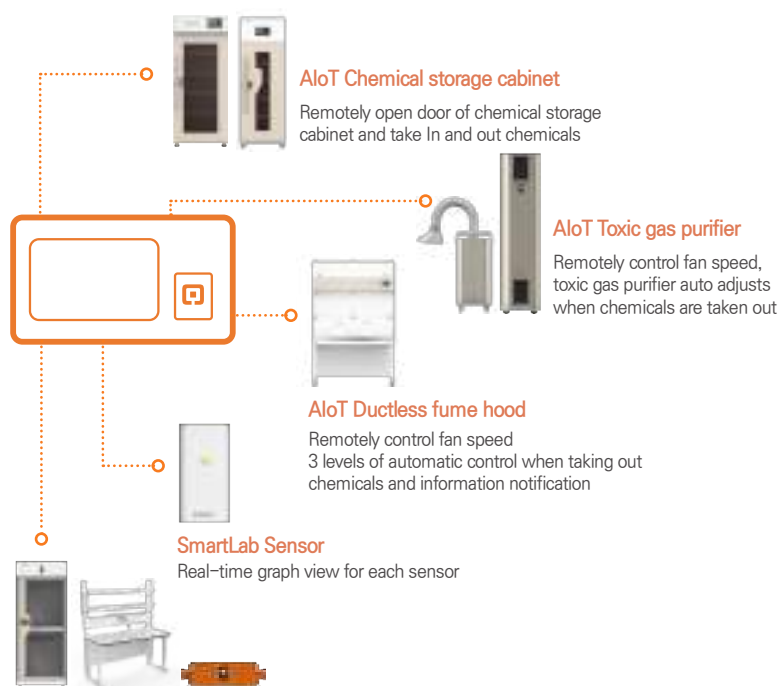 AIoT Chemical storage cabinet
Remotely open door of chemical storage
cabinet and take In and out chemicals
AIoT Toxic gas purifier
Remotely control fan speed,
toxic gas purifier auto adjusts
when chemicals are taken out
AIoT Ductless fume hood
Remotely control fan speed
3 levels of automatic control when taking out
chemicals and information notification
SmartLab Sensor
Real-time graph view for each sensor